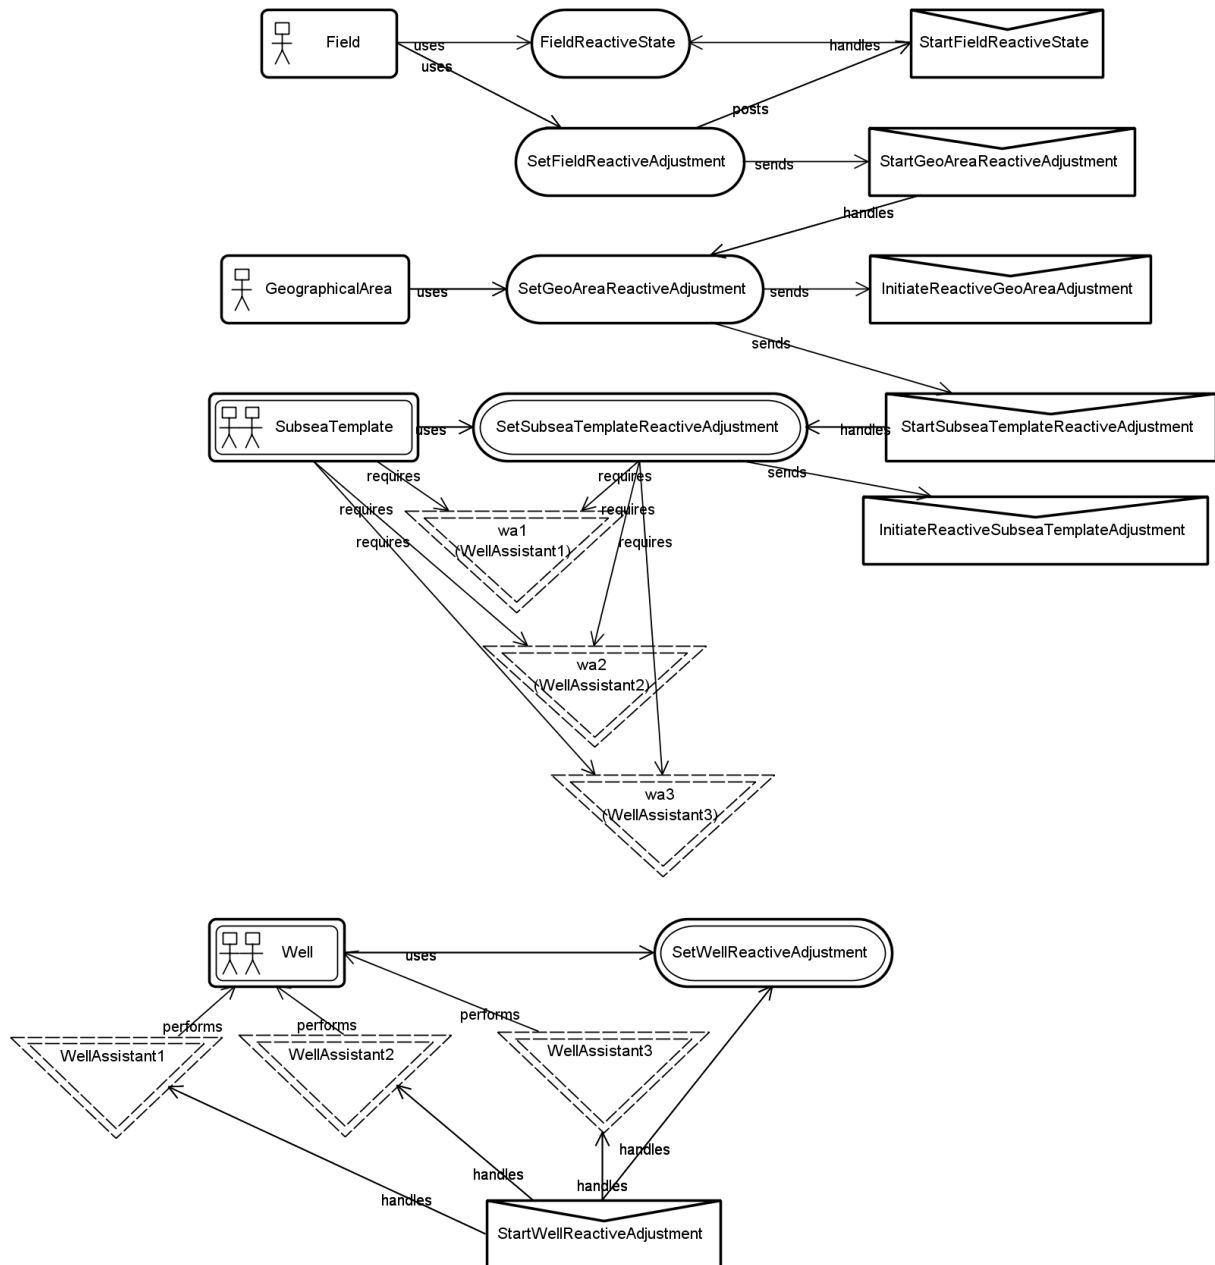 Field
uses
FieldReactiveState
handles
StartFieldReactiveState
uses
posts
SetFieldReactiveAdjustment
sends
StartGeoAreaReactiveAdjustment
handles
GeographicalArea
uses
SetGeoAreaReactiveAdjustment
sends
InitiateReactiveGeoAreaAdjustment
sends
SubseaTemplate
uses
SetSubseaTemplateReactiveAdjustment
handles
StartSubseaTemplateReactiveAdjustment
requires
requires
sends
requires
requires
wa1
(WellAssistant1)
InitiateReactiveSubseaTemplateAdjustment
requires
requires
wa2
(WellAssistant2)
wa3
(WellAssistant3)
Well
uses
SetWellReactiveAdjustment
performs
performs
performs
WellAssistant1
WellAssistant2
WellAssistant3
handles
handles
handles
handles
StartWellReactiveAdjustment